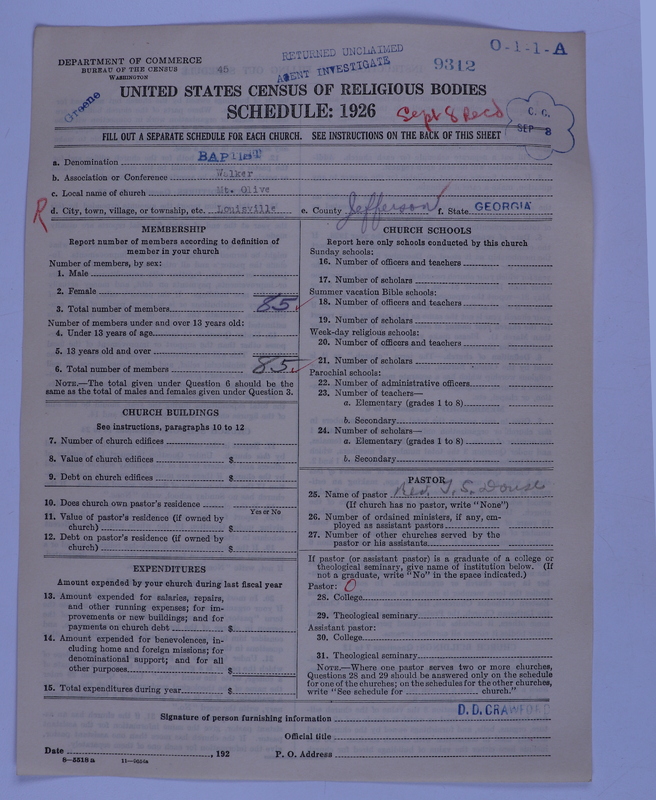 O-1-1-A
DEPARTMENT OF COMMERCE
BUREAU OF THE CENSUS
WASHINGTON
45
RETURNED UNCLAIMED
AGENT INVESTIGATE
9312
Greene
UNITED STATES CENSUS OF RELIGIOUS BODIES
SCHEDULE: 1926
Sept 8 Recd
C. C.
SEP 8
FILL OUT A SEPARATE SCHEDULE FOR EACH CHURCH. SEE INSTRUCTIONS ON THE BACK OF THIS SHEET
a. Denomination BAPTIST
b. Association or Conference Walker
c. Local name of church Mt. Olive
R d. City, town, village, or township, etc. Louisville e. County Jefferson f. State GEORGIA
MEMBERSHIP
Report number of members according to definition of
member in your church
Number of members, by sex:
1. Male
2. Female
3. Total number of members 85
Number of members under and over 13 years old:
4. Under 13 years of age
5. 13 years old and over
6. Total number of members 85
NOTE.—The total given under Question 6 should be the
same as the total of males and females given under Question 3.
CHURCH BUILDINGS
See instructions, paragraphs 10 to 12
7. Number of church edifices
8. Value of church edifices $
9. Debt on church edifices $
10. Does church own pastor's residence
Yes or No
11. Value of pastor's residence (if owned by
church) $
12. Debt on pastor's residence (if owned by
church) $
EXPENDITURES
Amount expended by your church during last fiscal year
13. Amount expended for salaries, repairs,
and other running expenses; for im-
provements or new buildings; and for
payments on church debt $
14. Amount expended for benevolences, in-
cluding home and foreign missions; for
denominational support; and for all
other purposes $
15. Total expenditures during year $
CHURCH SCHOOLS
Report here only schools conducted by this church
Sunday schools:
16. Number of officers and teachers
17. Number of scholars
Summer vacation Bible schools:
18. Number of officers and teachers
19. Number of scholars
Week-day religious schools:
20. Number of officers and teachers
21. Number of scholars
Parochial schools:
22. Number of administrative officers
23. Number of teachers—
a. Elementary (grades 1 to 8)
b. Secondary
24. Number of scholars—
a. Elementary (grades 1 to 8)
b. Secondary
PASTOR
25. Name of pastor Rev. T. S. Douse
(If church has no pastor, write "None")
26. Number of ordained ministers, if any, em-
ployed as assistant pastors
27. Number of other churches served by the
pastor or his assistants
If pastor (or assistant pastor) is a graduate of a college or
theological seminary, give name of institution below. (If
not a graduate, write "No" in the space indicated.)
Pastor: O
28. College
29. Theological seminary
Assistant pastor:
30. College
31. Theological seminary
NOTE.—Where one pastor serves two or more churches,
Questions 28 and 29 should be answered only on the schedule
for one of the churches; on the schedules for the other churches,
write "See schedule for church."
Signature of person furnishing information D. D. CRAWFORD
Official title
Date , 192 P. O. Address
8—5518a 11—5654a